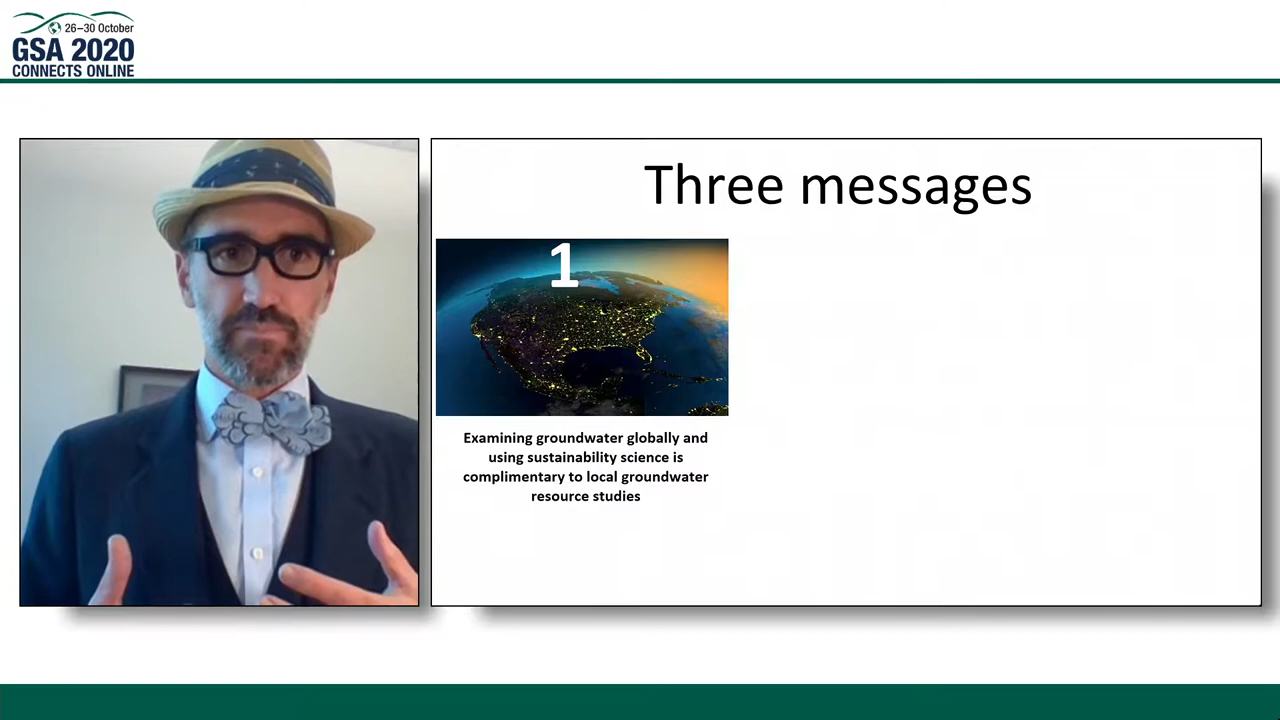 26–30 October
GSA 2020
CONNECTS ONLINE
Three messages
1
Examining groundwater globally and
using sustainability science is
complimentary to local groundwater
resource studies